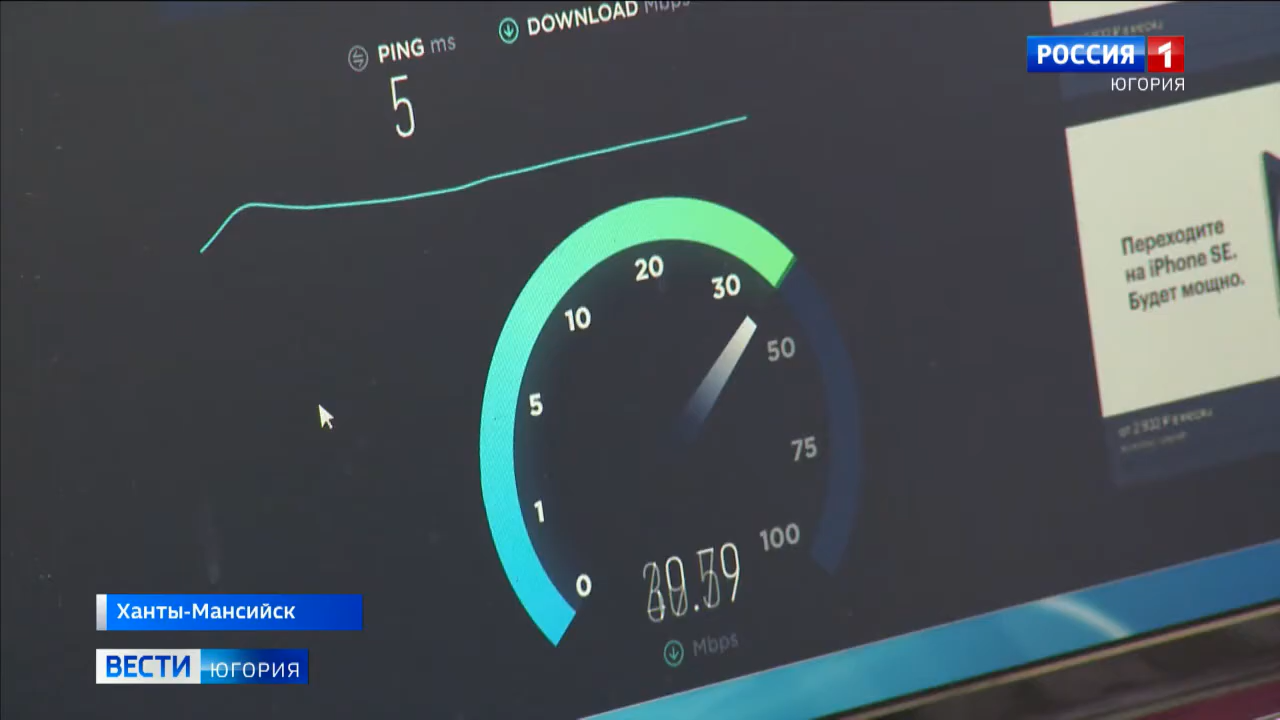 PING ms
DOWNLOAD Mbps
5
РОССИЯ 1
ЮГОРИЯ
Переходите
на iPhone SE.
Будет мощно.
0
1
5
10
20
30
50
75
100
Mbps
Ханты-Мансийск
ВЕСТИ ЮГОРИЯ